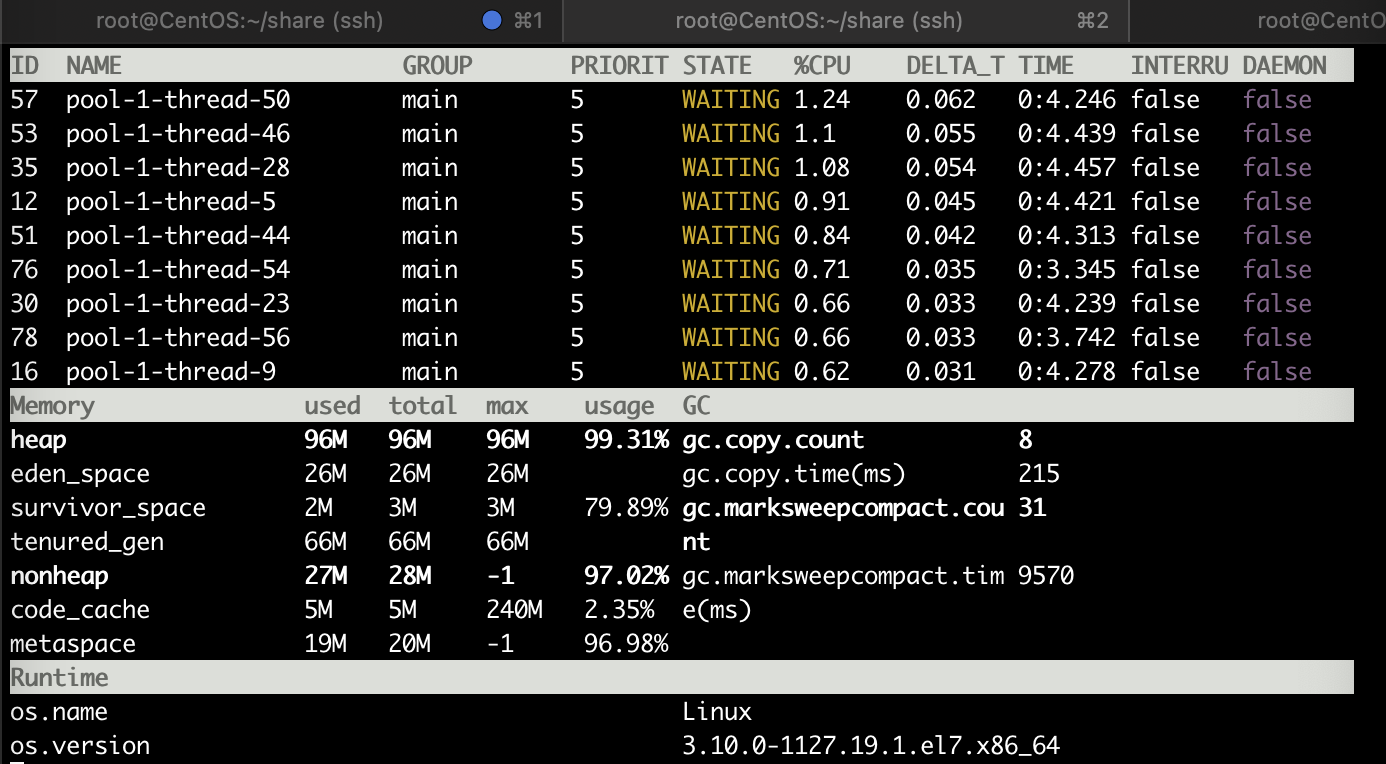 root@CentOS:~/share (ssh) ⌘1 root@CentOS:~/share (ssh) ⌘2 root@CentO
ID NAME GROUP PRIORIT STATE %CPU DELTA_T TIME INTERRU DAEMON
57 pool-1-thread-50 main 5 WAITING 1.24 0.062 0:4.246 false false
53 pool-1-thread-46 main 5 WAITING 1.1 0.055 0:4.439 false false
35 pool-1-thread-28 main 5 WAITING 1.08 0.054 0:4.457 false false
12 pool-1-thread-5 main 5 WAITING 0.91 0.045 0:4.421 false false
51 pool-1-thread-44 main 5 WAITING 0.84 0.042 0:4.313 false false
76 pool-1-thread-54 main 5 WAITING 0.71 0.035 0:3.345 false false
30 pool-1-thread-23 main 5 WAITING 0.66 0.033 0:4.239 false false
78 pool-1-thread-56 main 5 WAITING 0.66 0.033 0:3.742 false false
16 pool-1-thread-9 main 5 WAITING 0.62 0.031 0:4.278 false false
Memory used total max usage GC
heap 96M 96M 96M 99.31% gc.copy.count 8
eden_space 26M 26M 26M gc.copy.time(ms) 215
survivor_space 2M 3M 3M 79.89% gc.marksweepcompact.cou 31
tenured_gen 66M 66M 66M nt
nonheap 27M 28M -1 97.02% gc.marksweepcompact.tim 9570
code_cache 5M 5M 240M 2.35% e(ms)
metaspace 19M 20M -1 96.98%
Runtime
os.name Linux
os.version 3.10.0-1127.19.1.el7.x86_64